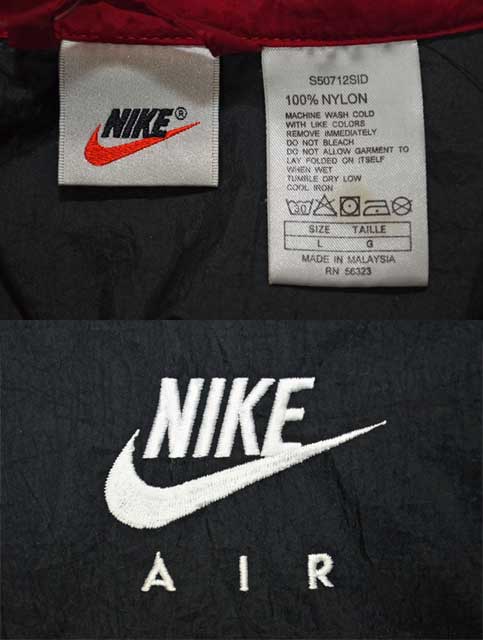 NIKE®
S50712SID
100% NYLON
MACHINE WASH COLD
WITH LIKE COLORS
REMOVE IMMEDIATELY
DO NOT BLEACH
DO NOT ALLOW GARMENT TO
LAY FOLDED ON ITSELF
WHEN WET
TUMBLE DRY LOW
COOL IRON
30
SIZE TAILLE
L G
MADE IN MALAYSIA
RN 56323
NIKE
AIR